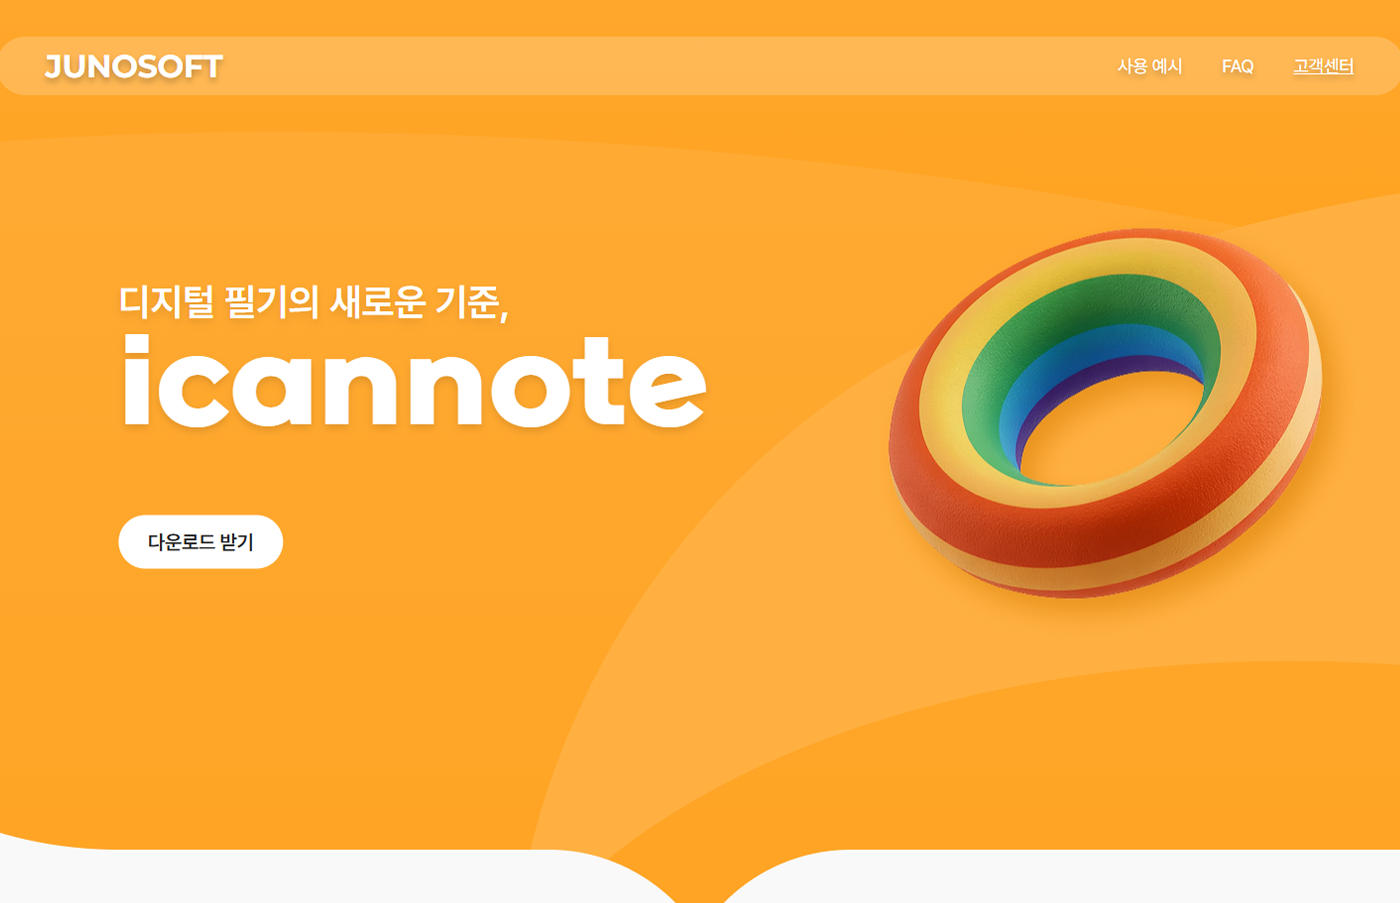 JUNOSOFT
사용 예시
FAQ
고객센터
디지털 필기의 새로운 기준,
icannote
다운로드 받기